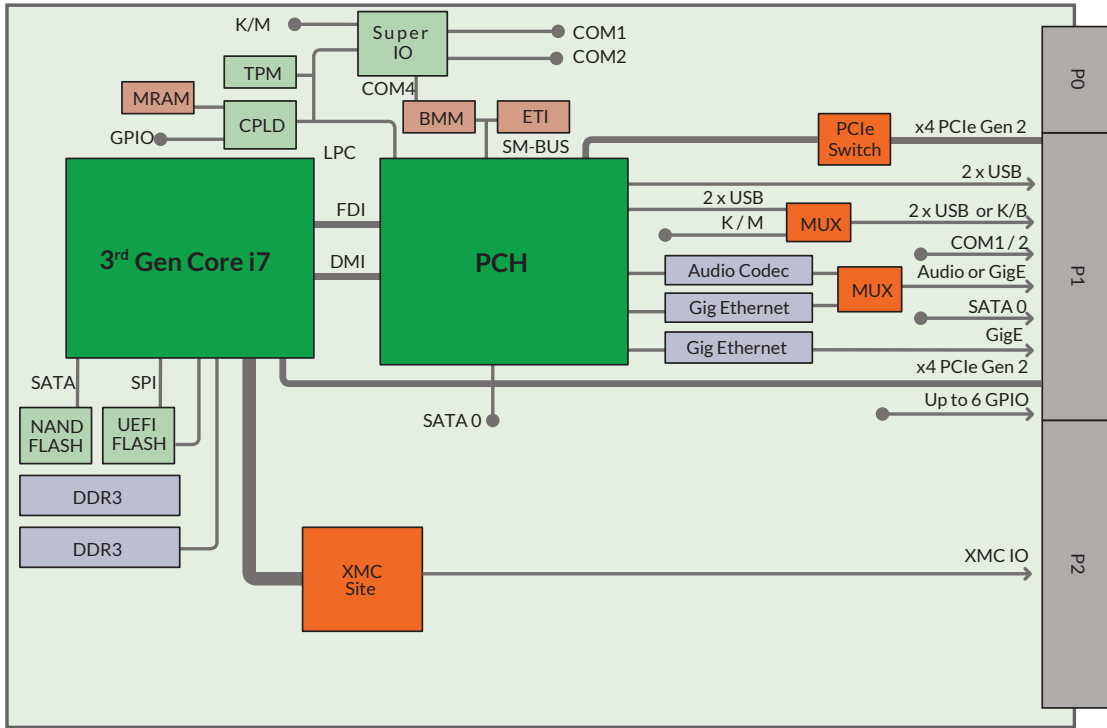 K/M
Super
IO
COM1
COM2
TPM
COM4
MRAM
BMM
ETI
CPLD
GPIO
SM-BUS
LPC
PCIe
Switch
x4 PCIe Gen 2
P0
2 x USB
2 x USB
MUX
2 x USB or K/B
K / M
FDI
COM1 / 2
3rd Gen Core i7
PCH
DMI
Audio Codec
MUX
Audio or GigE
P1
Gig Ethernet
SATA 0
Gig Ethernet
GigE
x4 PCIe Gen 2
SATA
SPI
Up to 6 GPIO
SATA 0
NAND
FLASH
UEFI
FLASH
DDR3
DDR3
XMC
Site
XMC IO
P2